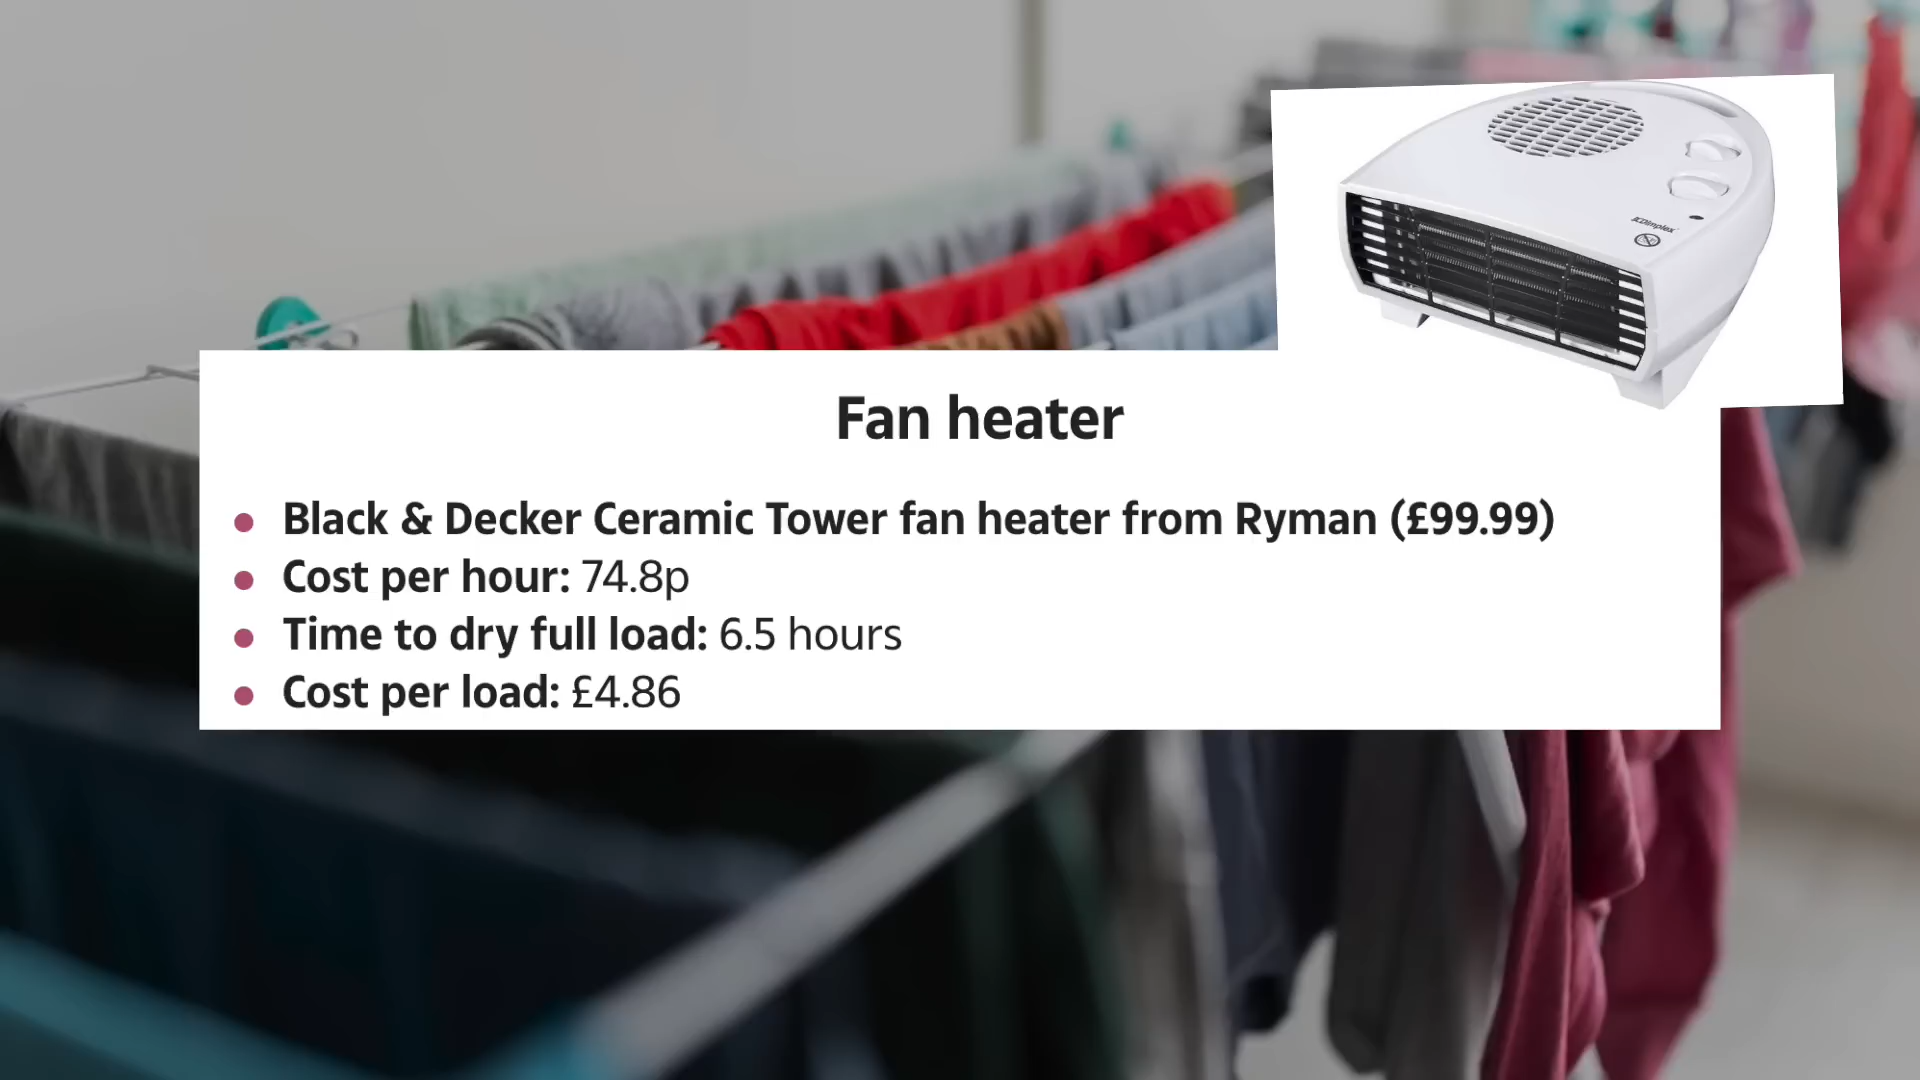 Dimplex
Fan heater
Black & Decker Ceramic Tower fan heater from Ryman (£99.99)
Cost per hour: 74.8p
Time to dry full load: 6.5 hours
Cost per load: £4.86